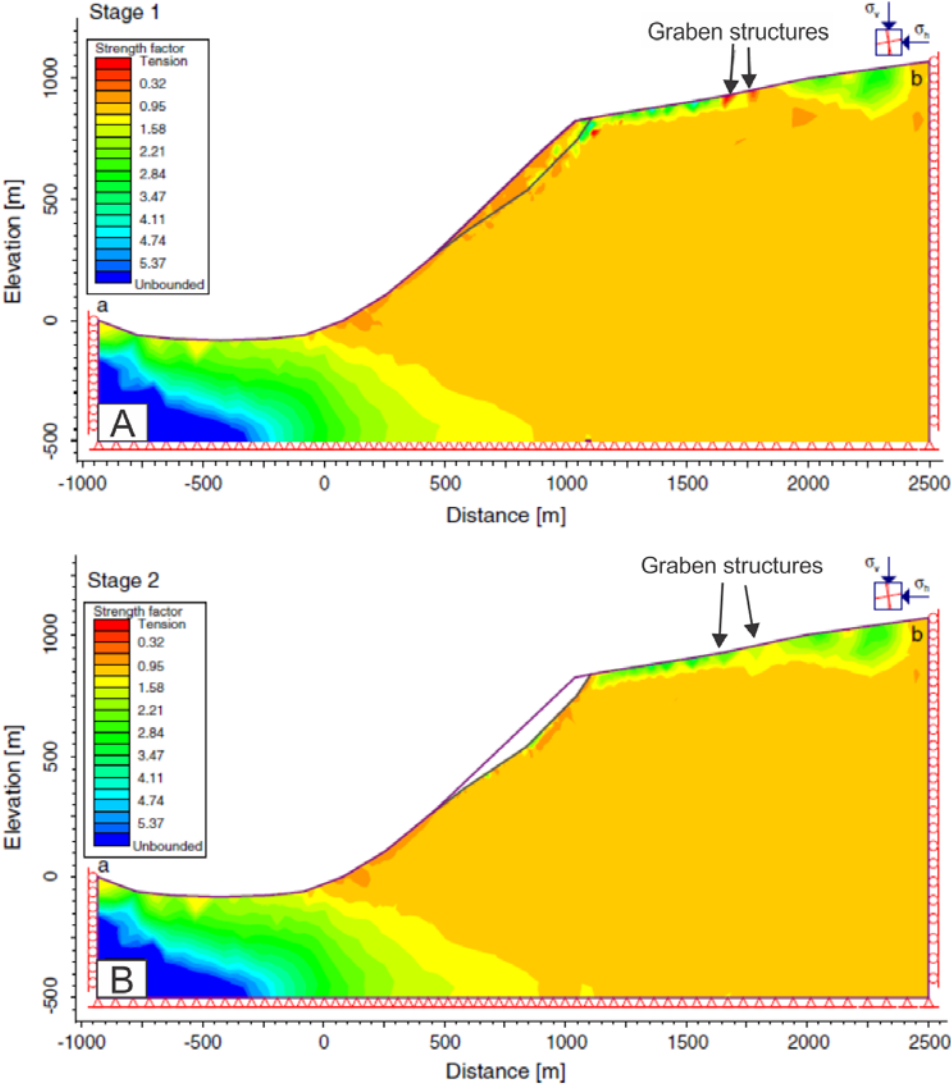 Stage 1
Graben structures
σv
σh
Strength factor
Tension
0.32
0.95
1.58
2.21
2.84
3.47
4.11
4.74
5.37
Unbounded
a
b
A
Elevation [m]
1000
500
0
-500
-1000 -500 0 500 1000 1500 2000 2500
Distance [m]
Stage 2
Graben structures
σv
σh
Strength factor
Tension
0.32
0.95
1.58
2.21
2.84
3.47
4.11
4.74
5.37
Unbounded
a
b
B
Elevation [m]
1000
500
0
-500
-1000 -500 0 500 1000 1500 2000 2500
Distance [m]